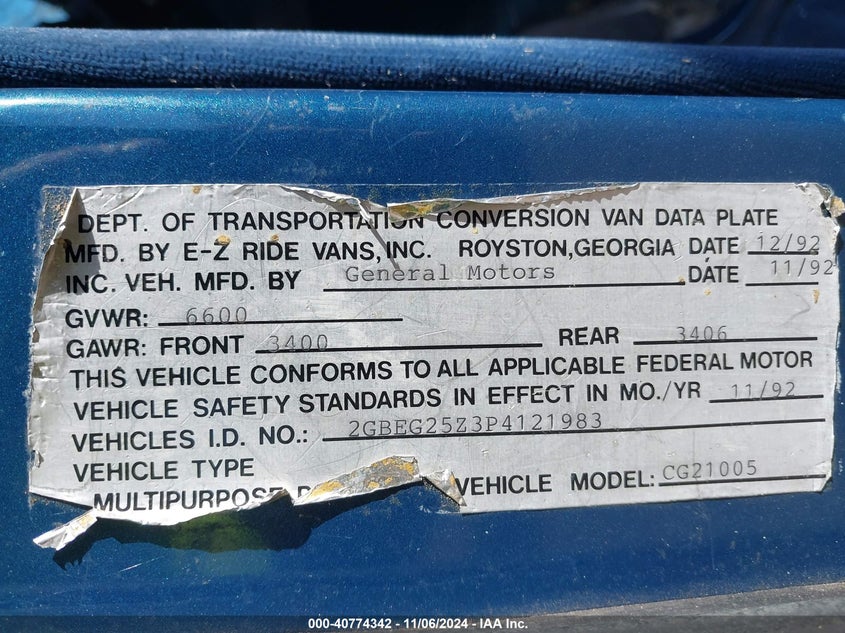 DEPT. OF TRANSPORTATION CONVERSION VAN DATA PLATE
MFD. BY E-Z RIDE VANS, INC. ROYSTON, GEORGIA DATE 12/92
INC. VEH. MFD. BY General Motors DATE 11/92
GVWR: 6600
GAWR: FRONT 3400 REAR 3406
THIS VEHICLE CONFORMS TO ALL APPLICABLE FEDERAL MOTOR
VEHICLE SAFETY STANDARDS IN EFFECT IN MO./YR 11/92
VEHICLES I.D. NO.: 2GBEG25Z3P4121983
VEHICLE TYPE
MULTIPURPOSE VEHICLE MODEL: CG21005
000-40774342 - 11/06/2024 - IAA Inc.